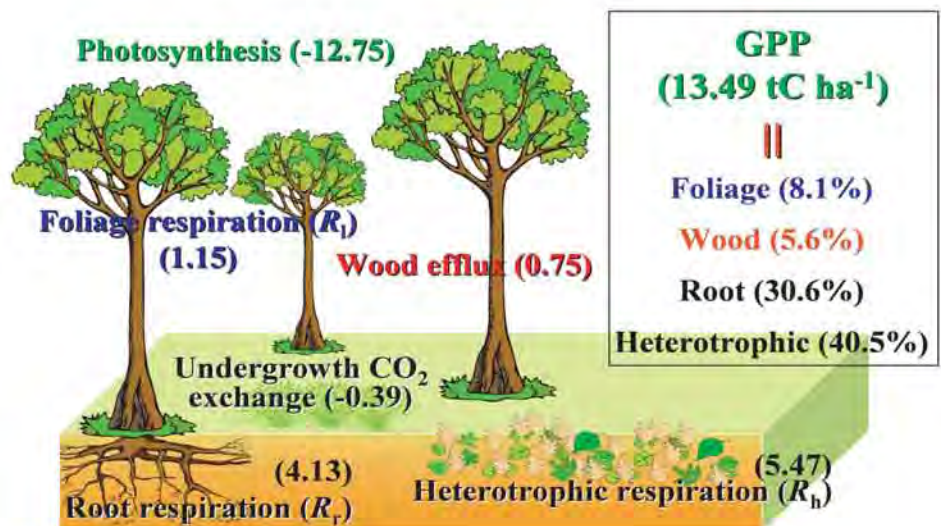 Photosynthesis (-12.75)
GPP
(13.49 tC ha⁻¹)
=
Foliage (8.1%)
Wood (5.6%)
Root (30.6%)
Heterotrophic (40.5%)
Foliage respiration (Rₗ)
(1.15)
Wood efflux (0.75)
Undergrowth CO₂
exchange (-0.39)
(4.13)
Root respiration (Rᵣ)
(5.47)
Heterotrophic respiration (Rₕ)